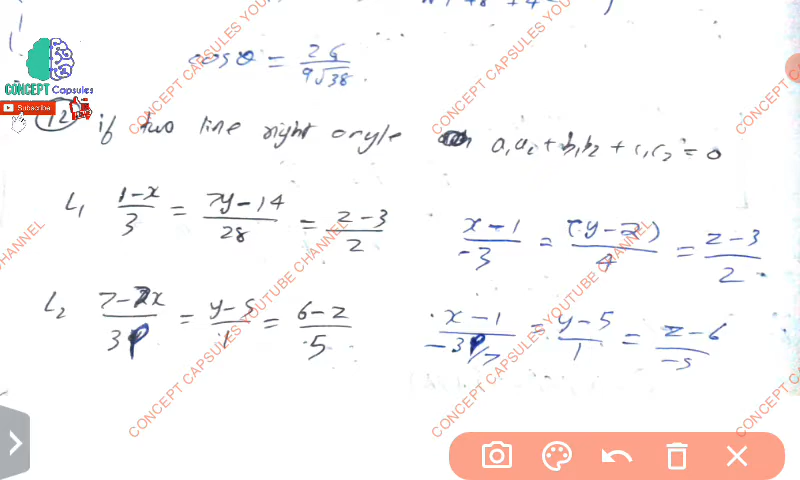 cos θ = 26/9√38
CONCEPT Capsules
Subscribe
12) if two line right angle a₁a₂ + b₁b₂ + c₁c₂ = 0
L₁ 1-x/3 = 7y-14/28 = z-3/2
x-1/-3 = (y-2)/4 = z-3/2
L₂ 7-7x/3p = y-5/1 = 6-z/5
x-1/-3p/7 = y-5/1 = z-6/-5
CONCEPT CAPSULES YOUTUBE CHANNEL